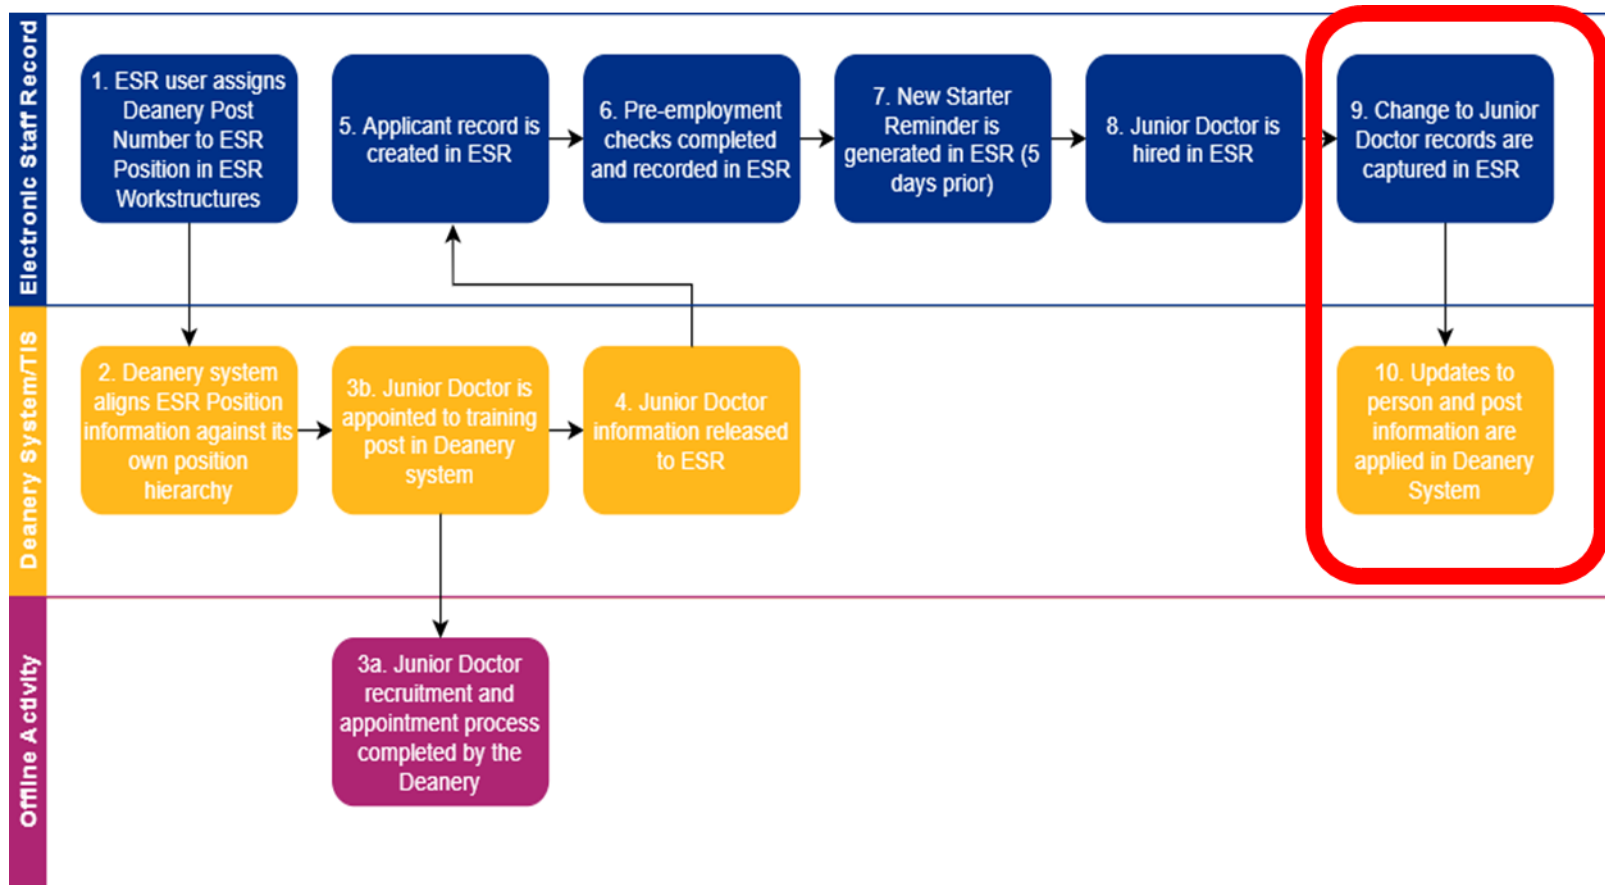 Electronic Staff Record
1. ESR user assigns
Deanery Post
Number to ESR
Position in ESR
Workstructures
5. Applicant record is
created in ESR
6. Pre-employment
checks completed
and recorded in ESR
7. New Starter
Reminder is
generated in ESR (5
days prior)
8. Junior Doctor is
hired in ESR
9. Change to Junior
Doctor records are
captured in ESR
Deanery System/TIS
2. Deanery system
aligns ESR Position
information against its
own position
hierarchy
3b. Junior Doctor is
appointed to training
post in Deanery
system
4. Junior Doctor
information released
to ESR
10. Updates to
person and post
information are
applied in Deanery
System
Offline Activity
3a. Junior Doctor
recruitment and
appointment process
completed by the
Deanery